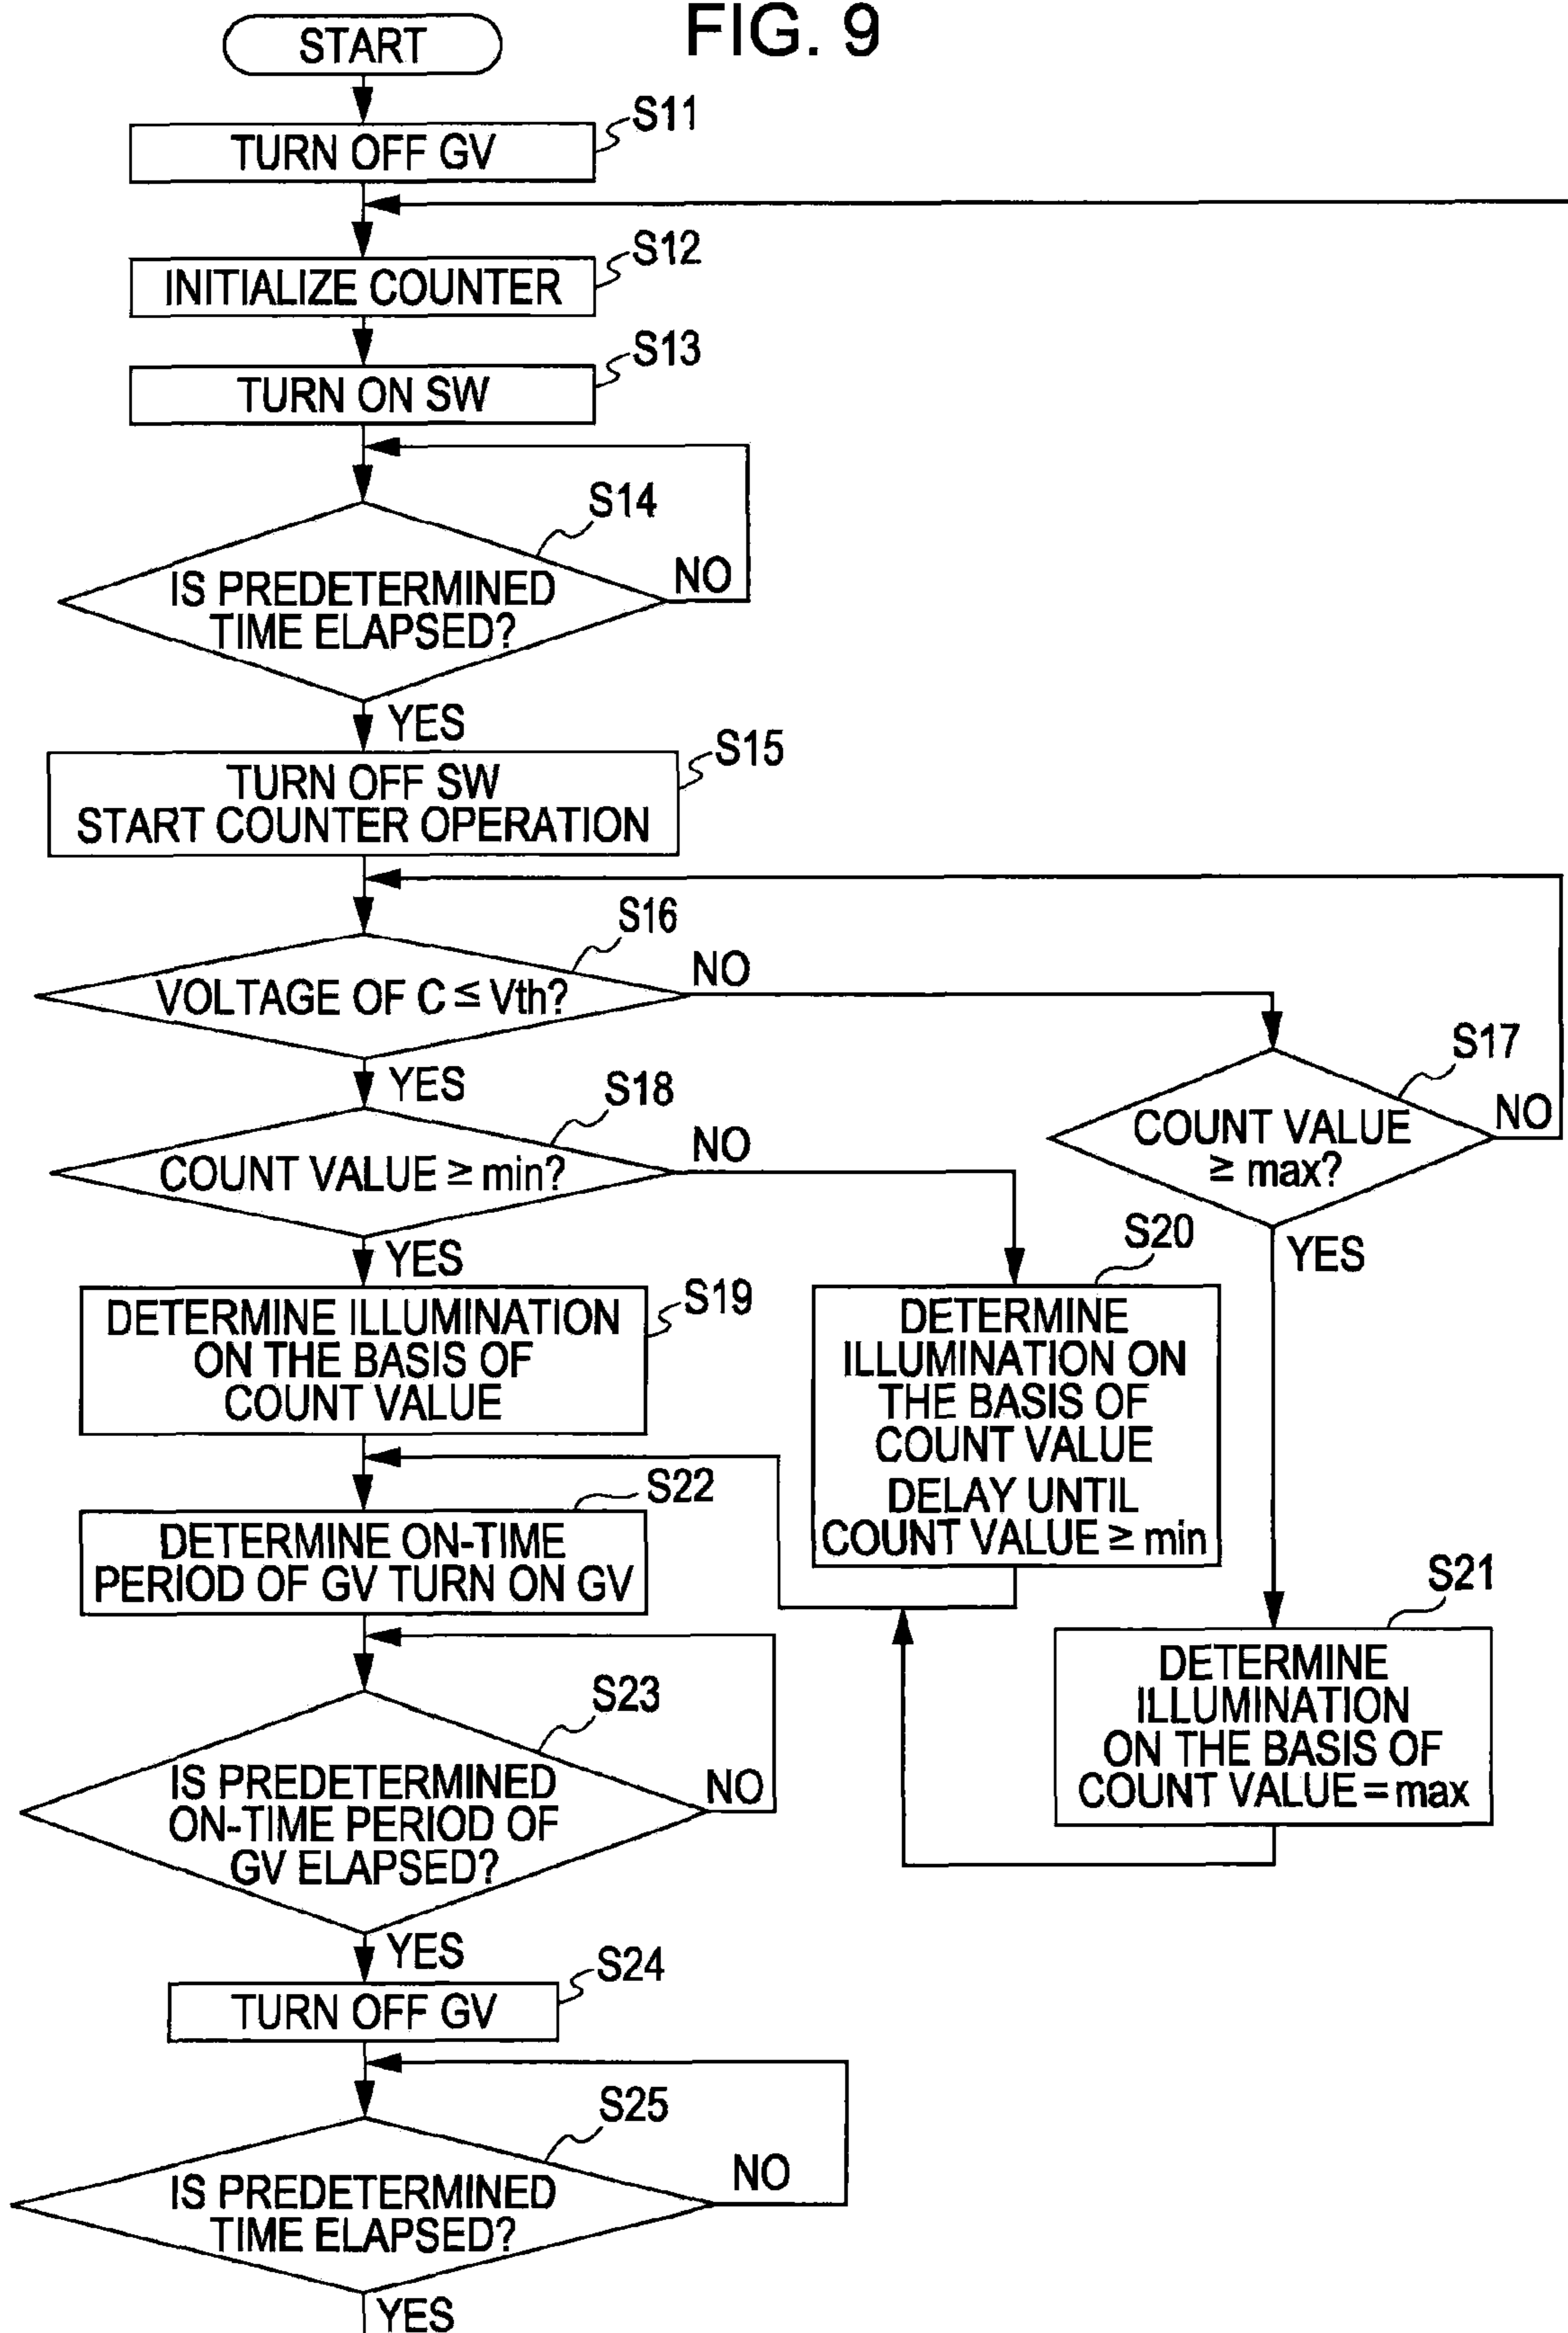 FIG. 9
START
S11
TURN OFF GV
S12
INITIALIZE COUNTER
S13
TURN ON SW
S14
IS PREDETERMINED
TIME ELAPSED?
NO
YES
S15
TURN OFF SW
START COUNTER OPERATION
S16
VOLTAGE OF C ≤ Vth?
NO
YES
S17
COUNT VALUE
≥ max?
NO
YES
S18
COUNT VALUE ≥ min?
NO
YES
S19
DETERMINE ILLUMINATION
ON THE BASIS OF
COUNT VALUE
S20
DETERMINE
ILLUMINATION ON
THE BASIS OF
COUNT VALUE
DELAY UNTIL
COUNT VALUE ≥ min
S21
DETERMINE
ILLUMINATION
ON THE BASIS OF
COUNT VALUE = max
S22
DETERMINE ON-TIME
PERIOD OF GV TURN ON GV
S23
IS PREDETERMINED
ON-TIME PERIOD OF
GV ELAPSED?
NO
YES
S24
TURN OFF GV
S25
IS PREDETERMINED
TIME ELAPSED?
NO
YES